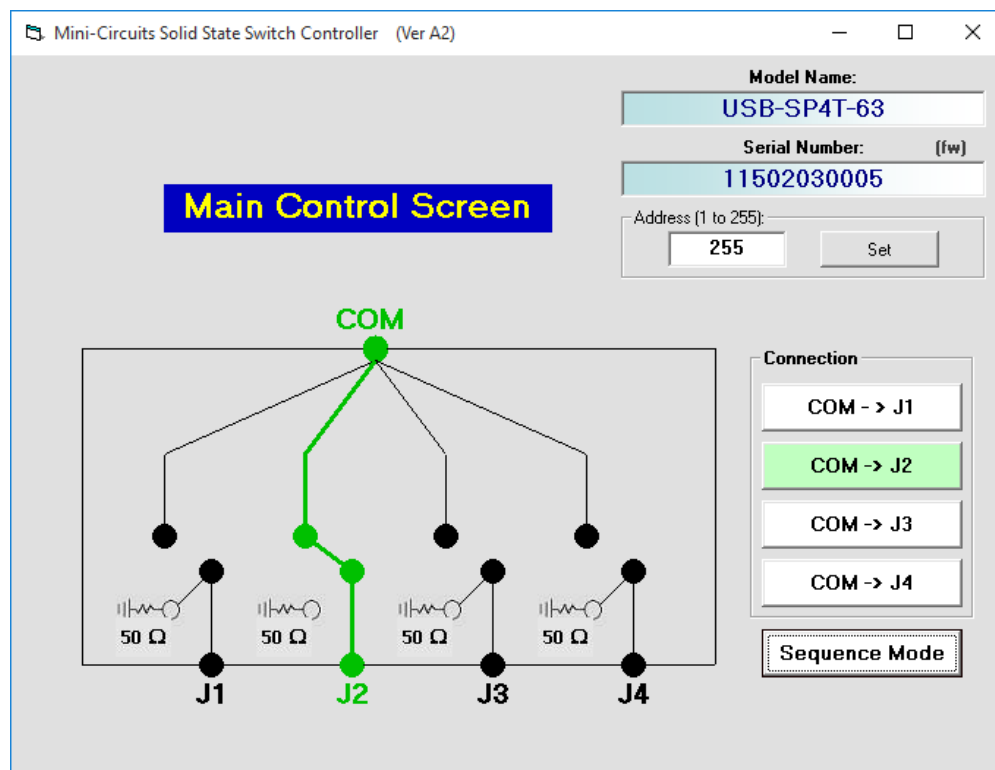 Mini-Circuits Solid State Switch Controller (Ver A2)
Model Name:
USB-SP4T-63
Serial Number: (fw)
11502030005
Main Control Screen
Address (1 to 255):
255
Set
COM
Connection
COM - > J1
COM -> J2
COM -> J3
COM -> J4
50 Ω
50 Ω
50 Ω
50 Ω
Sequence Mode
J1
J2
J3
J4